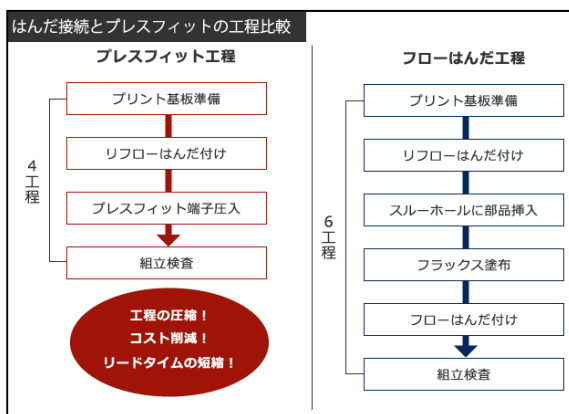 はんだ接続とプレスフィットの工程比較
プレスフィット工程
プリント基板準備
リフローはんだ付け
プレスフィット端子圧入
組立検査
4工程
工程の圧縮！
コスト削減！
リードタイムの短縮！
フローはんだ工程
プリント基板準備
リフローはんだ付け
スルーホールに部品挿入
フラックス塗布
フローはんだ付け
組立検査
6工程